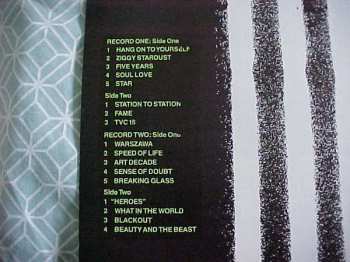 RECORD ONE: Side One
1 HANG ON TO YOURSELF
2 ZIGGY STARDUST
3 FIVE YEARS
4 SOUL LOVE
5 STAR
Side Two
1 STATION TO STATION
2 FAME
3 TVC 15
RECORD TWO: Side One
1 WARSZAWA
2 SPEED OF LIFE
3 ART DECADE
4 SENSE OF DOUBT
5 BREAKING GLASS
Side Two
1 "HEROES"
2 WHAT IN THE WORLD
3 BLACKOUT
4 BEAUTY AND THE BEAST